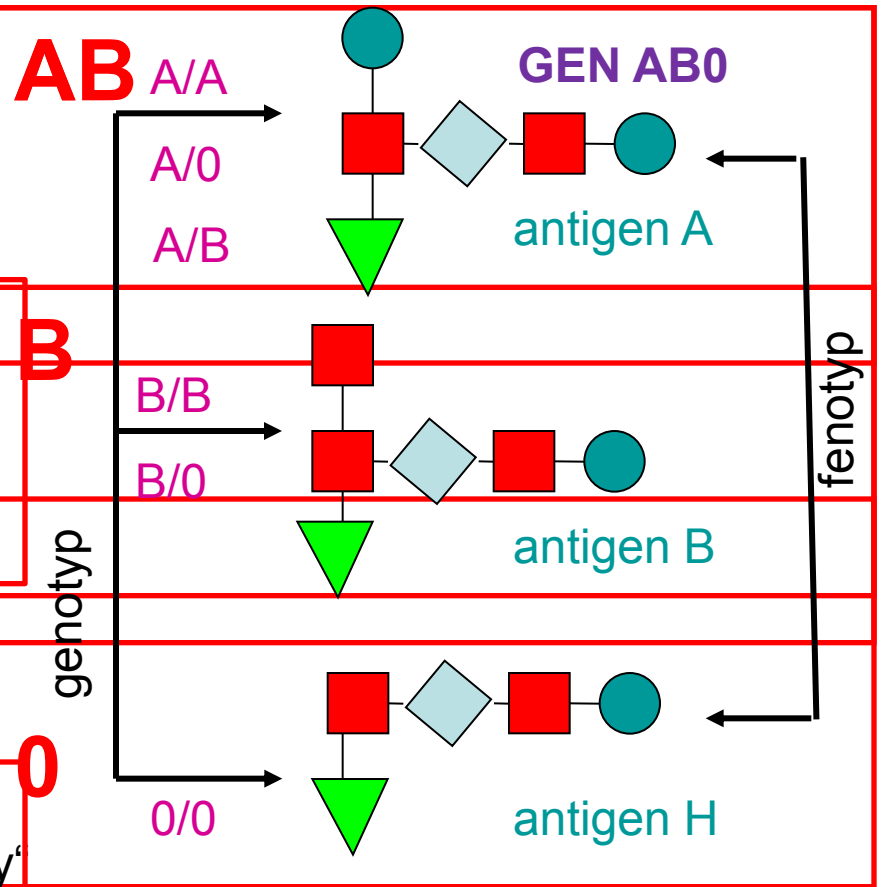 AB
A/A
GEN AB0
A/0
A/B
antigen A
B
B/B
B/0
antigen B
genotyp
fenotyp
0
0/0
antigen H
y“